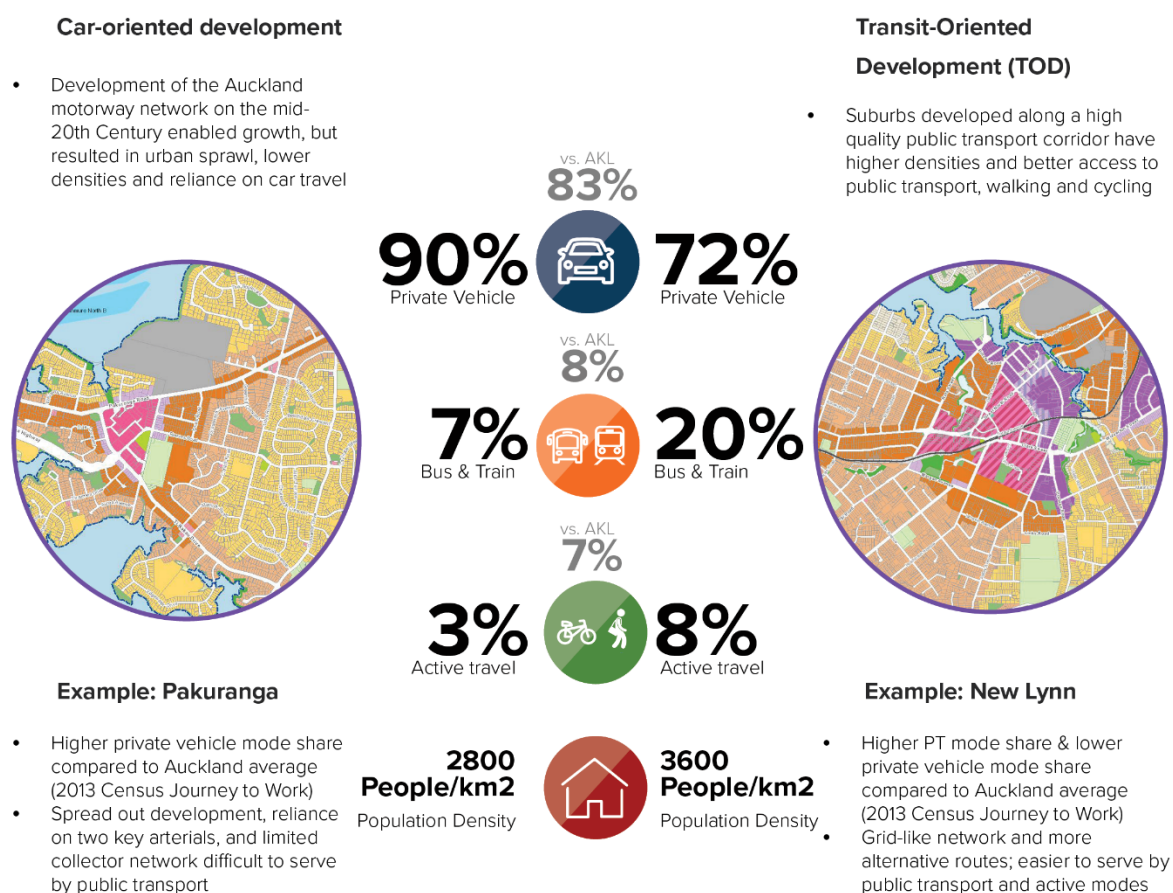 Car-oriented development
• Development of the Auckland
motorway network on the mid-
20th Century enabled growth, but
resulted in urban sprawl, lower
densities and reliance on car travel
Transit-Oriented
Development (TOD)
• Suburbs developed along a high
quality public transport corridor have
higher densities and better access to
public transport, walking and cycling
vs. AKL
83%
90%
Private Vehicle
72%
Private Vehicle
vs. AKL
8%
7%
Bus & Train
20%
Bus & Train
vs. AKL
7%
3%
Active travel
8%
Active travel
2800
People/km2
Population Density
3600
People/km2
Population Density
Example: Pakuranga
• Higher private vehicle mode share
compared to Auckland average
(2013 Census Journey to Work)
• Spread out development, reliance
on two key arterials, and limited
collector network difficult to serve
by public transport
Example: New Lynn
• Higher PT mode share & lower
private vehicle mode share
compared to Auckland average
(2013 Census Journey to Work)
• Grid-like network and more
alternative routes; easier to serve by
public transport and active modes